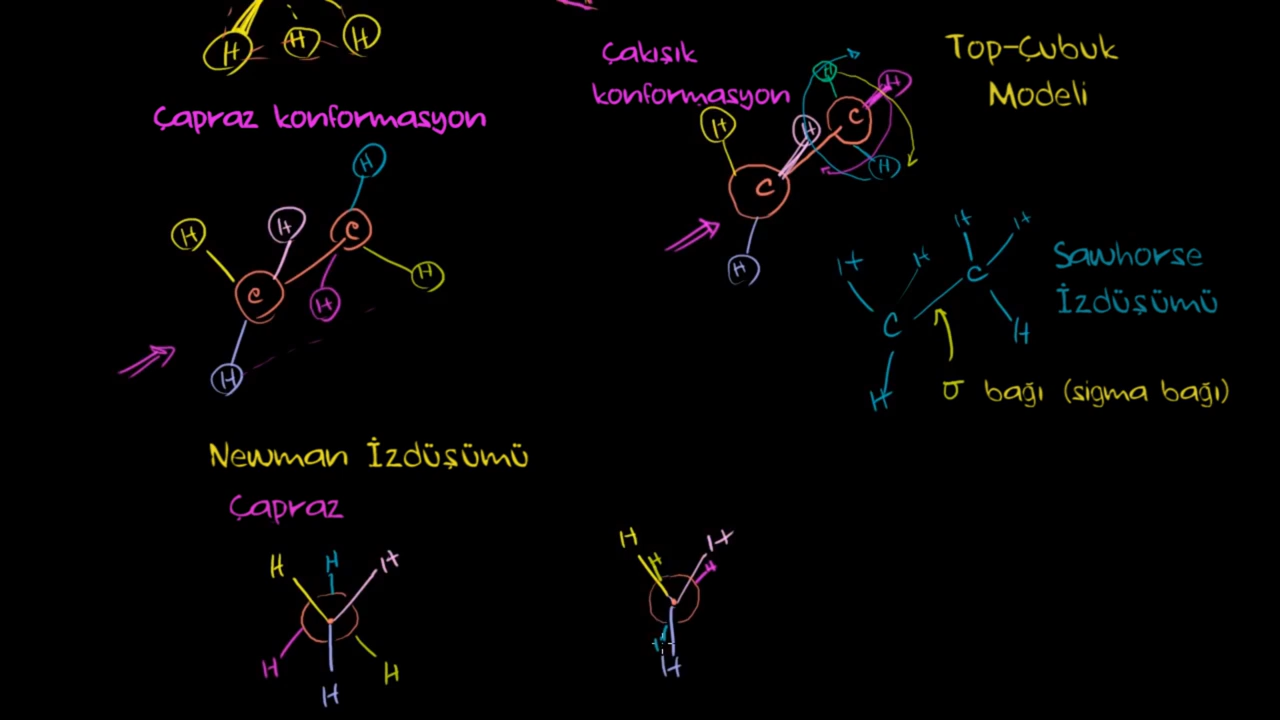 H H H
Çapraz konformasyon
H
H H C H
C H
H
Çakışık
konformasyon
H H
H H C
C H
H
Top-Çubuk
Modeli
H H
H H C
C H
H
Sawhorse
İzdüşümü
σ bağı (sigma bağı)
Newman İzdüşümü
Çapraz
H H H
H H
H
H H
H H
H
H